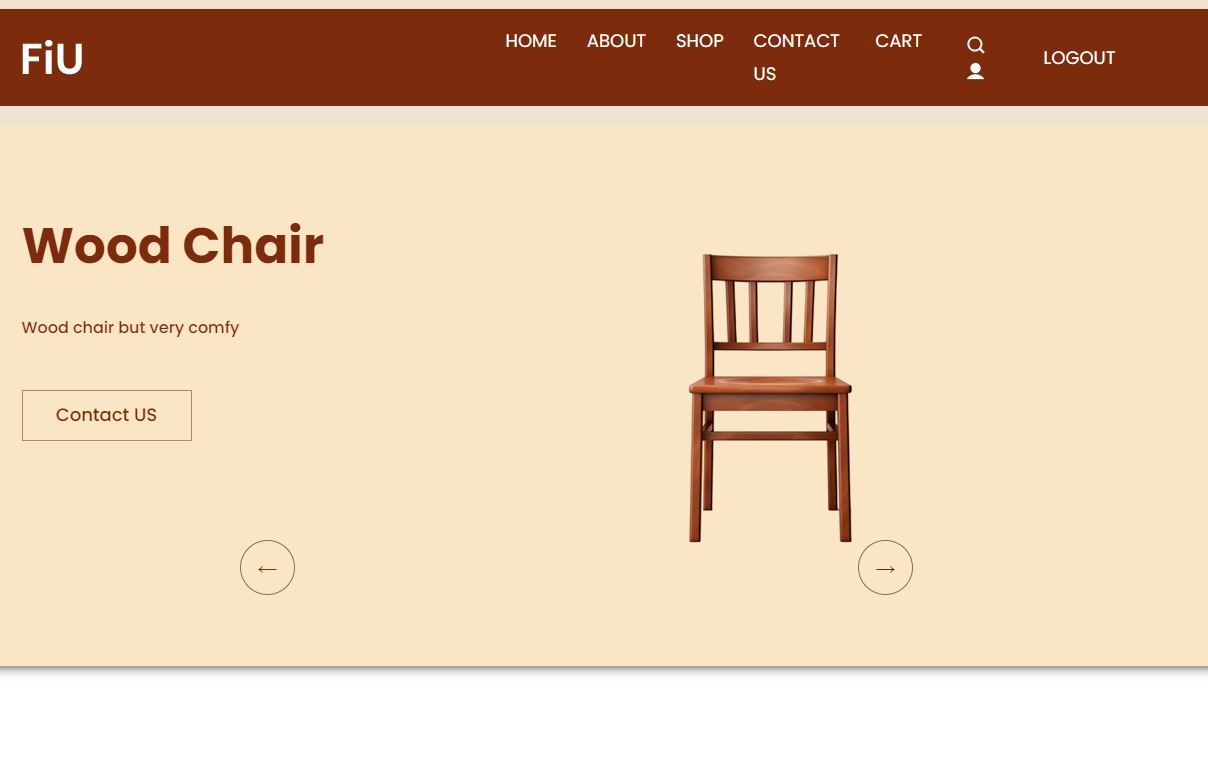 FiU
HOME ABOUT SHOP CONTACT US CART LOGOUT
Wood Chair
Wood chair but very comfy
Contact US
← →